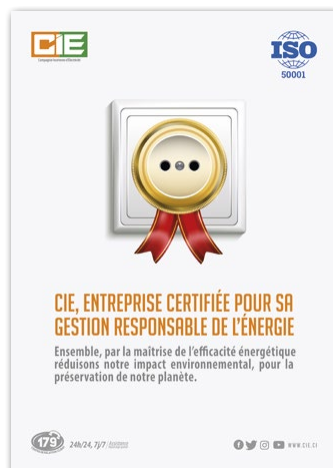 CIE
Compagnie Ivoirienne d'Electricité
ISO
50001
CIE, ENTREPRISE CERTIFIÉE POUR SA
GESTION RESPONSABLE DE L'ÉNERGIE
Ensemble, par la maîtrise de l'efficacité énergétique
réduisons notre impact environnemental, pour la
préservation de notre planète.
179
24h/24, 7j/7
WWW.CIE.CI